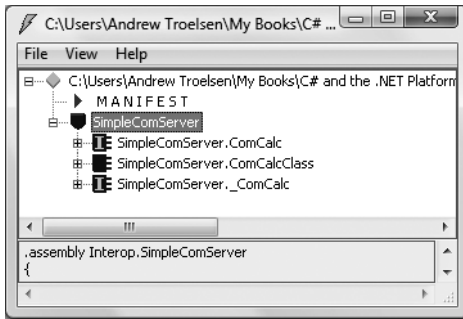 C:\Users\Andrew Troelsen\My Books\C# ...
File View Help
C:\Users\Andrew Troelsen\My Books\C# and the .NET Platform
MANIFEST
SimpleComServer
SimpleComServer.ComCalc
SimpleComServer.ComCalcClass
SimpleComServer._ComCalc
.assembly Interop.SimpleComServer
{